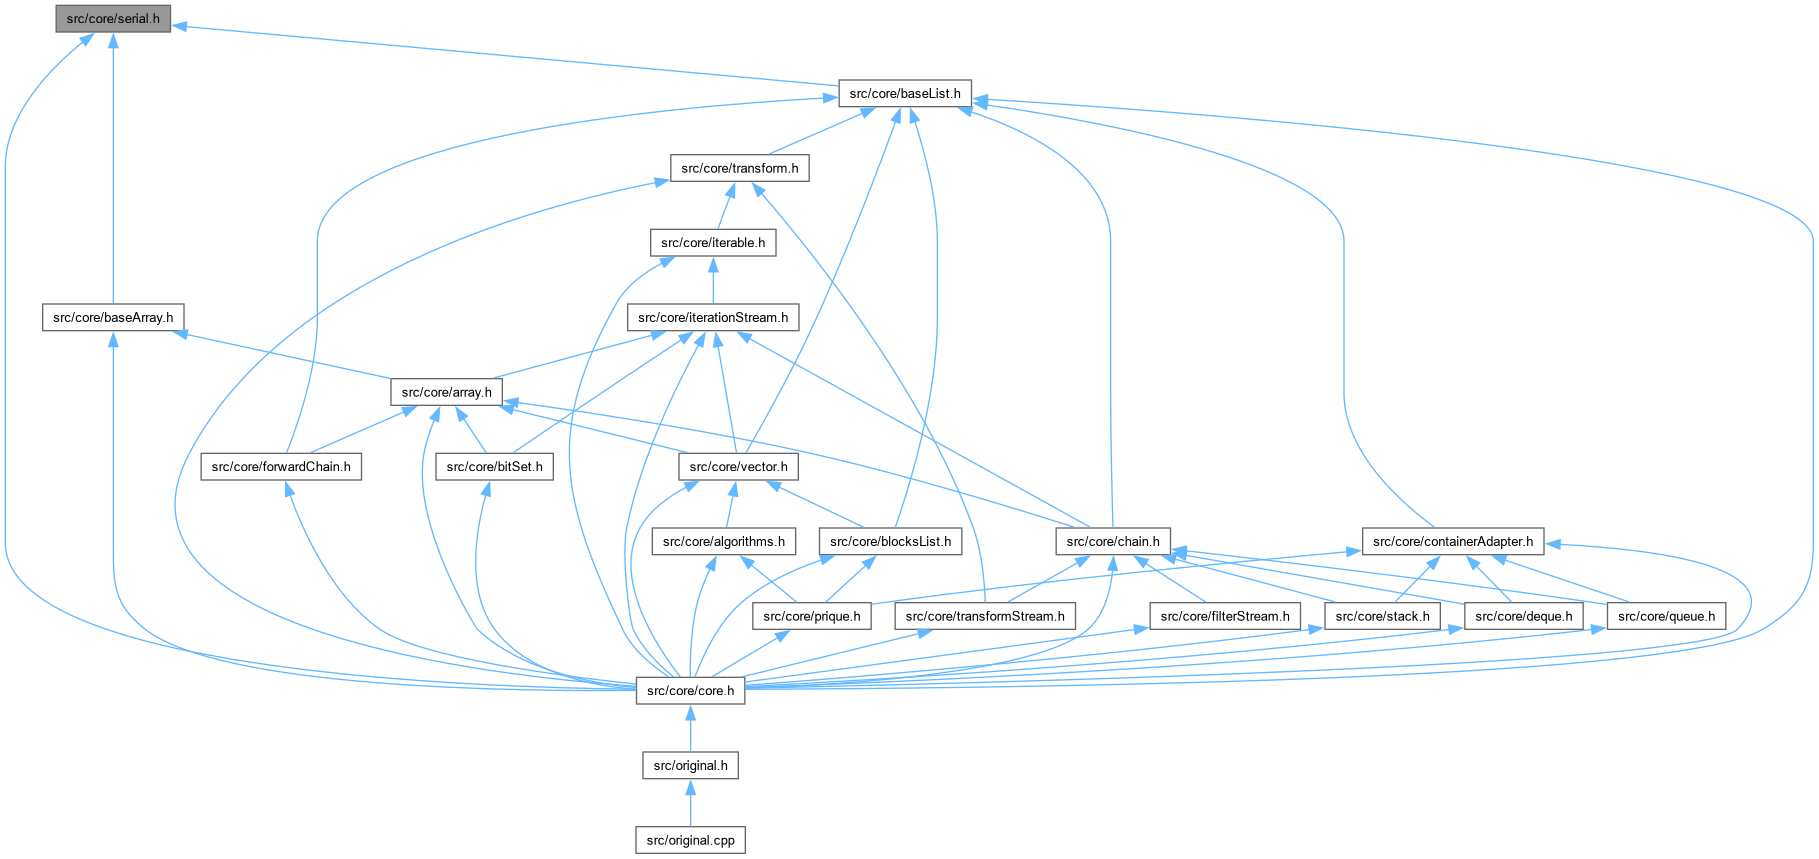 src/core/serial.h
src/core/baseList.h
src/core/transform.h
src/core/iterable.h
src/core/baseArray.h
src/core/iterationStream.h
src/core/array.h
src/core/forwardChain.h
src/core/bitSet.h
src/core/vector.h
src/core/algorithms.h
src/core/blocksList.h
src/core/chain.h
src/core/containerAdapter.h
src/core/prique.h
src/core/transformStream.h
src/core/filterStream.h
src/core/stack.h
src/core/deque.h
src/core/queue.h
src/core/core.h
src/original.h
src/original.cpp